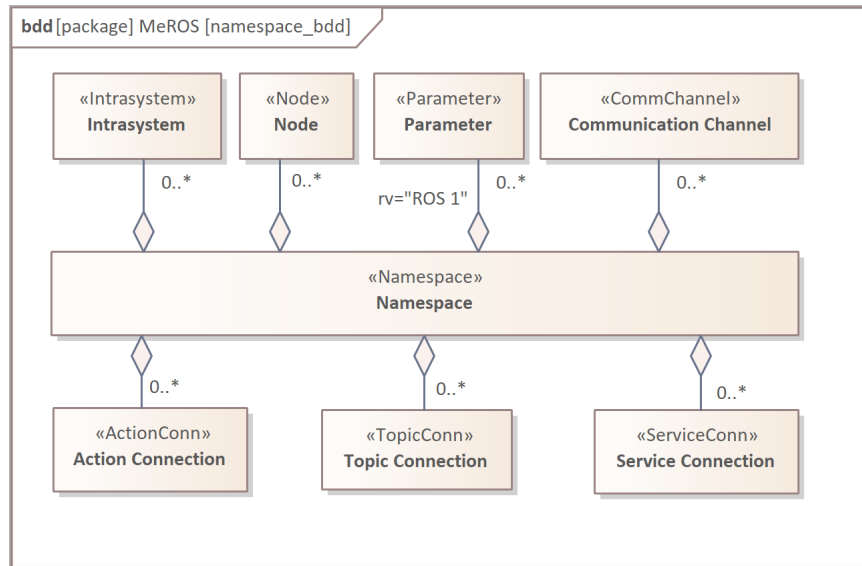 bdd [package] MeROS [namespace_bdd]
«Intrasystem»
Intrasystem
«Node»
Node
«Parameter»
Parameter
«CommChannel»
Communication Channel
0..*
0..*
rv="ROS 1"
0..*
0..*
«Namespace»
Namespace
0..*
0..*
0..*
«ActionConn»
Action Connection
«TopicConn»
Topic Connection
«ServiceConn»
Service Connection